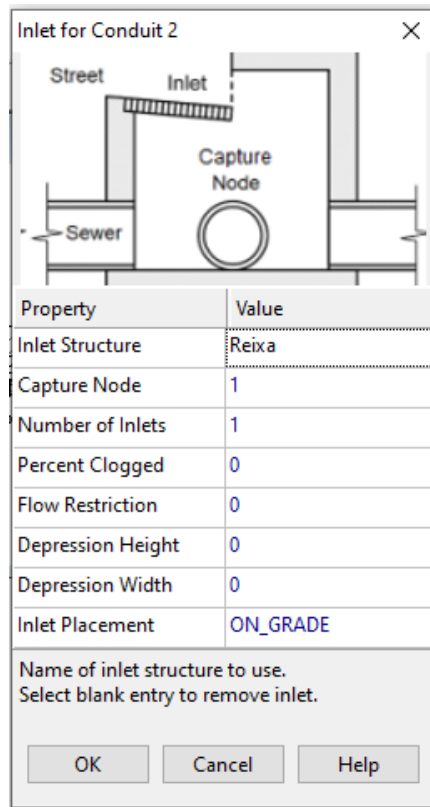 Inlet for Conduit 2
Street
Inlet
Capture
Node
Sewer
Property Value
Inlet Structure Reixa
Capture Node 1
Number of Inlets 1
Percent Clogged 0
Flow Restriction 0
Depression Height 0
Depression Width 0
Inlet Placement ON_GRADE
Name of inlet structure to use.
Select blank entry to remove inlet.
OK Cancel Help